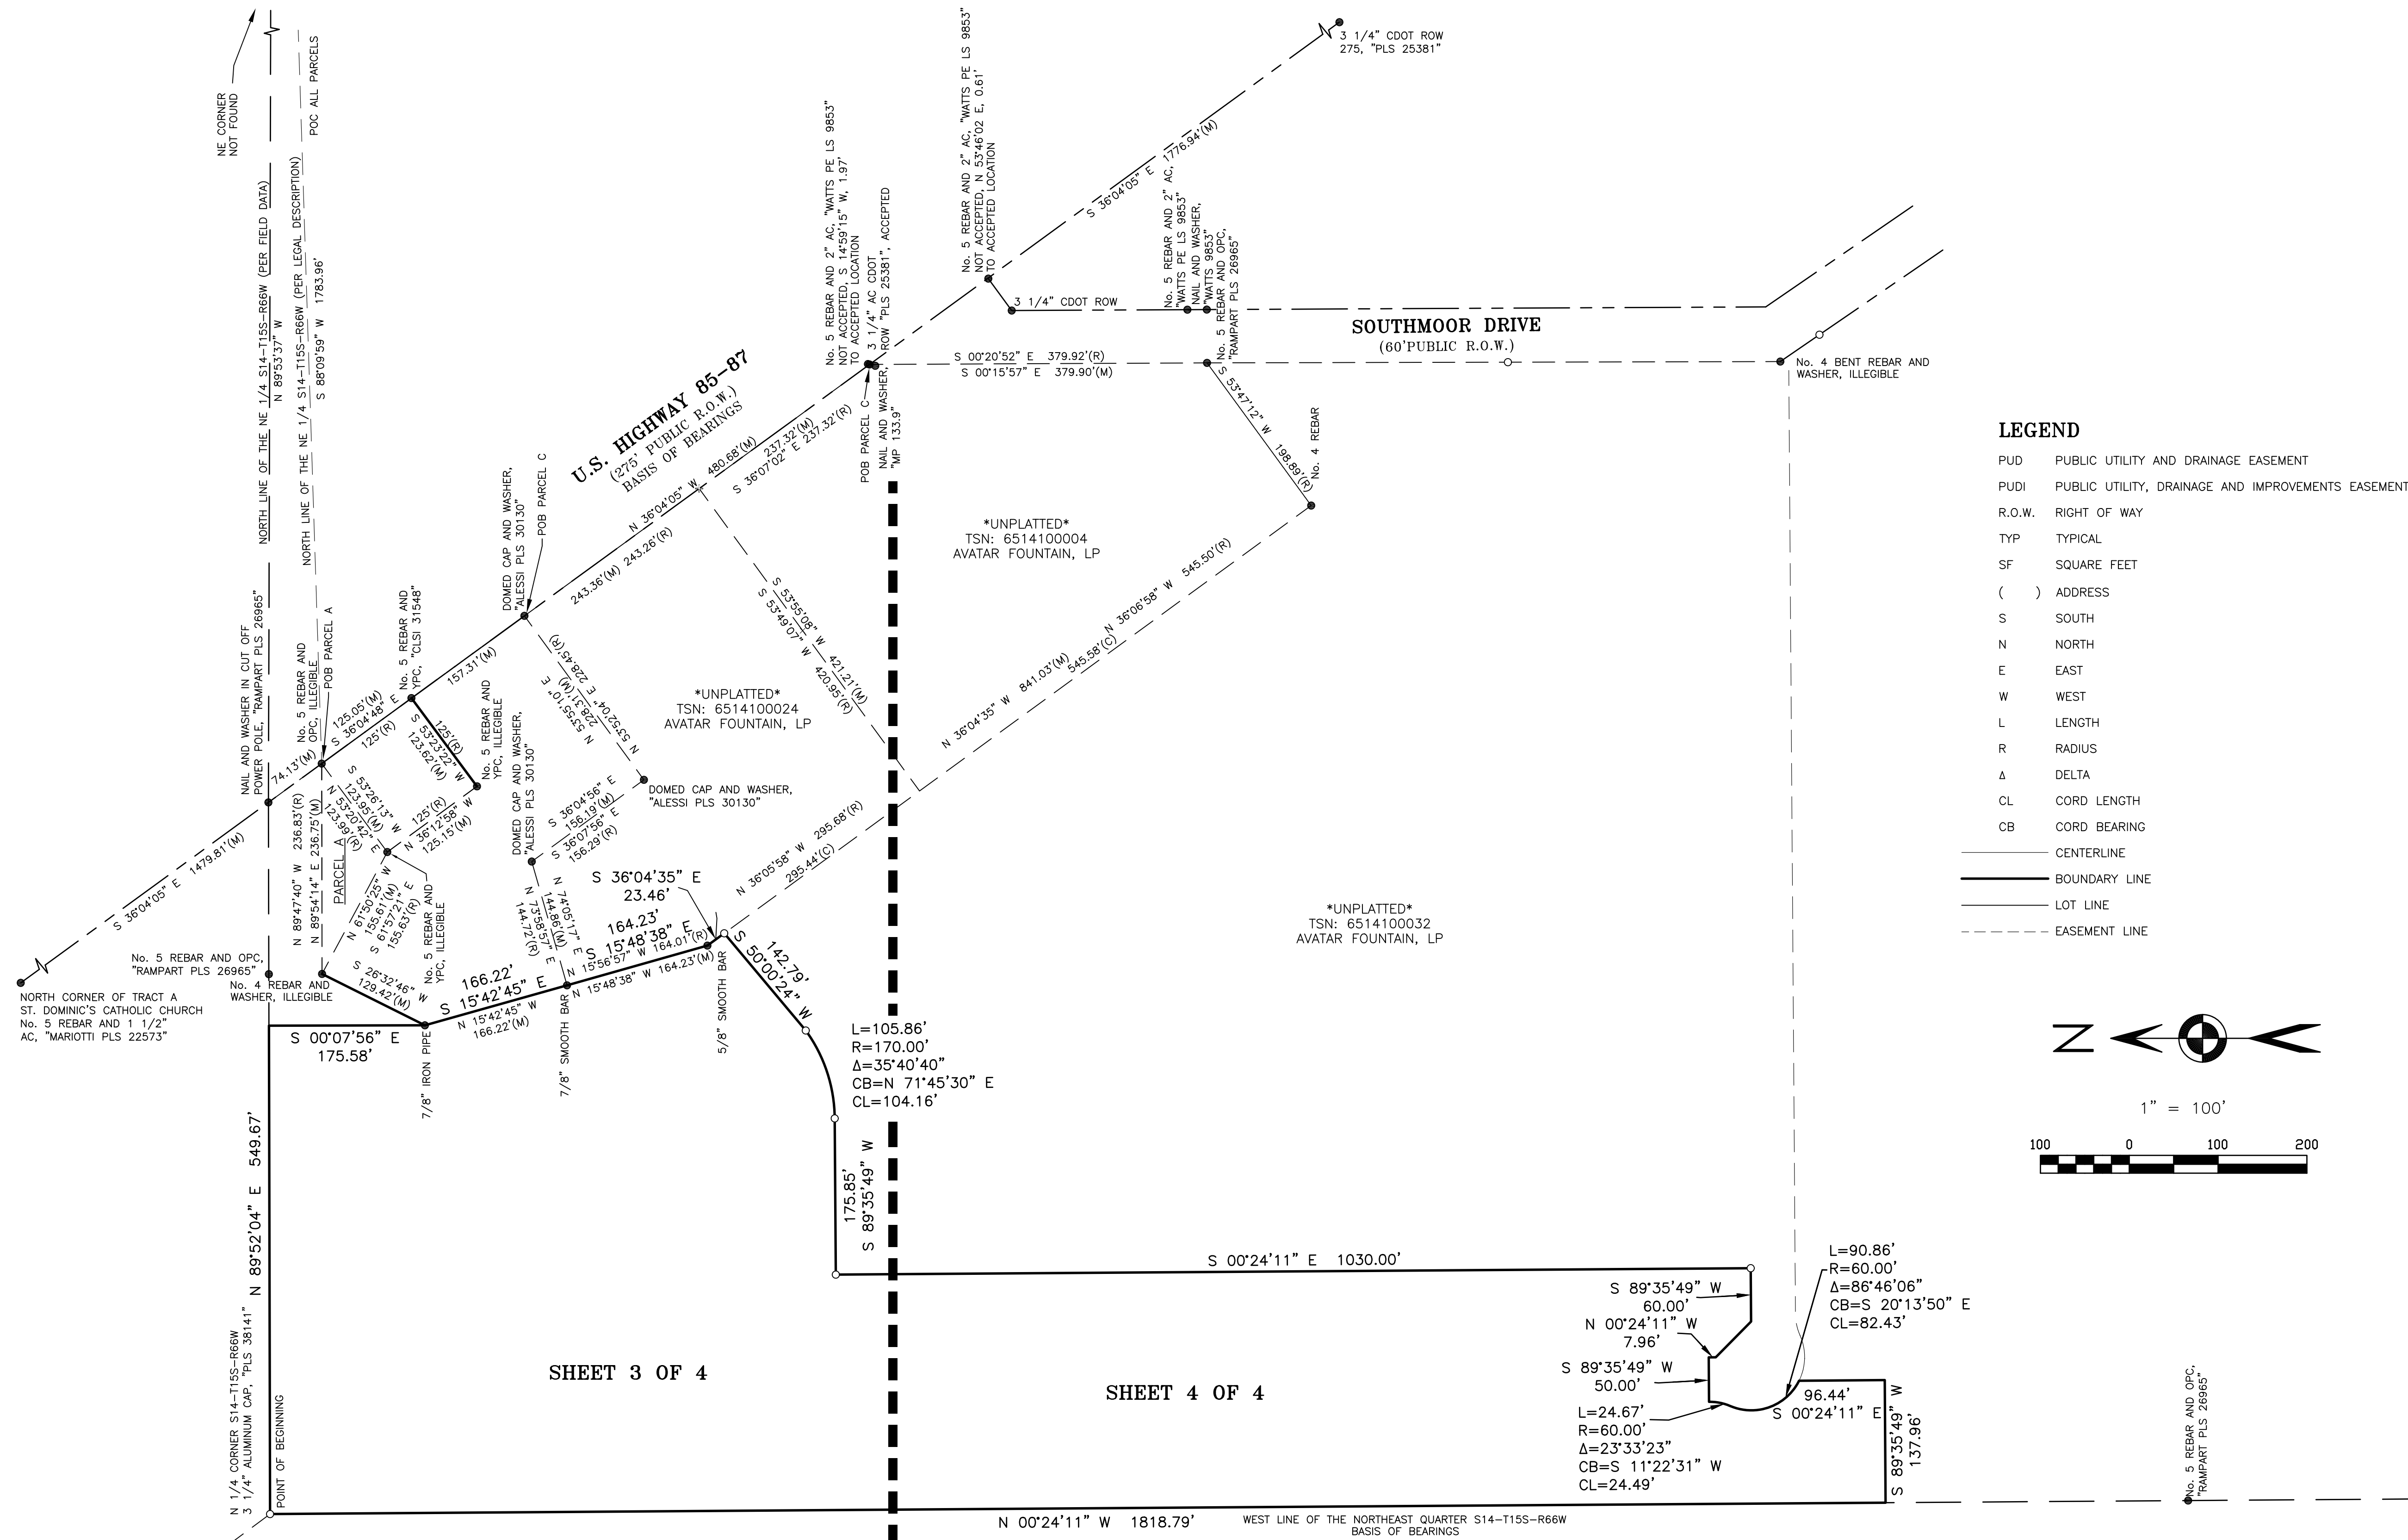 NE CORNER
NOT FOUND
POC ALL PARCELS
NORTH LINE OF THE NE 1/4 S14-T15S-R66W (PER FIELD DATA)
N 89°53'37" W
NORTH LINE OF THE NE 1/4 S14-T15S-R66W (PER LEGAL DESCRIPTION)
S 88°09'59" W 1783.96'
3 1/4" CDOT ROW
275, "PLS 25381"
No. 5 REBAR AND 2" AC, "WATTS PE LS 9853"
NOT ACCEPTED, S 14°59'15" W, 1.97'
TO ACCEPTED LOCATION
3 1/4" AC CDOT
ROW "PLS 25381", ACCEPTED
No. 5 REBAR AND 2" AC, "WATTS PE LS 9853"
NOT ACCEPTED, N 53°46'02 E, 0.61'
TO ACCEPTED LOCATION
S 36°04'05" E 1776.94'(M)
No. 5 REBAR AND 2" AC,
"WATTS PE LS 9853"
NAIL AND WASHER,
"WATTS 9853"
No. 5 REBAR AND OPC,
"RAMPART PLS 26965"
3 1/4" CDOT ROW
SOUTHMOOR DRIVE
(60'PUBLIC R.O.W.)
S 00°20'52" E 379.92'(R)
S 00°15'57" E 379.90'(M)
No. 4 BENT REBAR AND
WASHER, ILLEGIBLE
S 53°47'12" W 198.89'(R)
No. 4 REBAR
U.S. HIGHWAY 85-87
(275' PUBLIC R.O.W.)
BASIS OF BEARINGS
N 36°04'05" W 480.68'(M)
237.32'(M)
S 36°07'02" E 237.32'(R)
POB PARCEL C
NAIL AND WASHER,
"MP 133.9"
DOMED CAP AND WASHER,
"ALESSI PLS 30130"
POB PARCEL C
243.36'(M) 243.26'(R)
*UNPLATTED*
TSN: 6514100004
AVATAR FOUNTAIN, LP
S 53°55'08" W 421.21'(M)
S 53°49'07" W 420.95'(R)
N 36°06'58" W 545.50'(R)
545.58'(C)
N 36°04'35" W 841.03'(M)
NAIL AND WASHER IN CUT OFF
POWER POLE, "RAMPART PLS 26965"
No. 5 REBAR AND
OPC, ILLEGIBLE
POB PARCEL A
No. 5 REBAR AND
YPC, "CLSI 31548"
157.31'(M)
125.05'(M)
S 36°04'48" E
125'(R)
74.13'(M)
125'(R)
S 53°23'22" W
123.62'(M)
No. 5 REBAR AND
YPC, ILLEGIBLE
N 53°52'04" E 228.45'(R)
228.31'(M)
N 53°55'10" E
*UNPLATTED*
TSN: 6514100024
AVATAR FOUNTAIN, LP
DOMED CAP AND WASHER,
"ALESSI PLS 30130"
DOMED CAP AND WASHER,
"ALESSI PLS 30130"
S 36°04'56" E
156.19'(M)
S 36°07'56" E
156.29'(R)
S 53°26'13" W
123.95'(M)
N 53°20'42" E
123.99'(R)
125'(R)
N 36°12'58" W
125.15'(M)
N 89°47'40" W 236.83'(R)
N 89°54'14" E 236.75'(M)
PARCEL A
N 61°50'25" W
155.61'(M)
S 61°57'21" E
155.63'(R)
No. 5 REBAR AND
YPC, ILLEGIBLE
S 36°04'05" E 1479.81'(M)
NORTH CORNER OF TRACT A
ST. DOMINIC'S CATHOLIC CHURCH
No. 5 REBAR AND 1 1/2"
AC, "MARIOTTI PLS 22573"
No. 5 REBAR AND OPC,
"RAMPART PLS 26965"
No. 4 REBAR AND
WASHER, ILLEGIBLE
S 26°32'46" W
129.42'(M)
N 74°05'17" E
144.86'(M)
N 73°58'57" E
144.72'(R)
S 36°04'35" E
23.46'
N 36°05'58" W 295.68'(R)
295.44'(C)
164.23'
S 15°48'38" E
N 15°56'57" W 164.01'(R)
N 15°48'38" W 164.23'(M)
166.22'
S 15°42'45" E
N 15°42'45" W
166.22'(M)
S 00°07'56" E
175.58'
7/8" IRON PIPE
7/8" SMOOTH BAR
5/8" SMOOTH BAR
142.79'
S 50°00'24" W
L=105.86'
R=170.00'
Δ=35°40'40"
CB=N 71°45'30" E
CL=104.16'
175.85'
S 89°35'49" W
*UNPLATTED*
TSN: 6514100032
AVATAR FOUNTAIN, LP
N 89°52'04" E 549.67'
N 1/4 CORNER S14-T15S-R66W
3 1/4" ALUMINUM CAP, "PLS 38141"
POINT OF BEGINNING
SHEET 3 OF 4
SHEET 4 OF 4
S 00°24'11" E 1030.00'
S 89°35'49" W
60.00'
N 00°24'11" W
7.96'
S 89°35'49" W
50.00'
L=24.67'
R=60.00'
Δ=23°33'23"
CB=S 11°22'31" W
CL=24.49'
L=90.86'
R=60.00'
Δ=86°46'06"
CB=S 20°13'50" E
CL=82.43'
96.44'
S 00°24'11" E
S 89°35'49" W
137.96'
N 00°24'11" W 1818.79'
WEST LINE OF THE NORTHEAST QUARTER S14-T15S-R66W
BASIS OF BEARINGS
No. 5 REBAR AND OPC,
"RAMPART PLS 26965"
LEGEND
PUD PUBLIC UTILITY AND DRAINAGE EASEMENT
PUDI PUBLIC UTILITY, DRAINAGE AND IMPROVEMENTS EASEMENT
R.O.W. RIGHT OF WAY
TYP TYPICAL
SF SQUARE FEET
( ) ADDRESS
S SOUTH
N NORTH
E EAST
W WEST
L LENGTH
R RADIUS
Δ DELTA
CL CORD LENGTH
CB CORD BEARING
CENTERLINE
BOUNDARY LINE
LOT LINE
EASEMENT LINE
N
1" = 100'
100 0 100 200